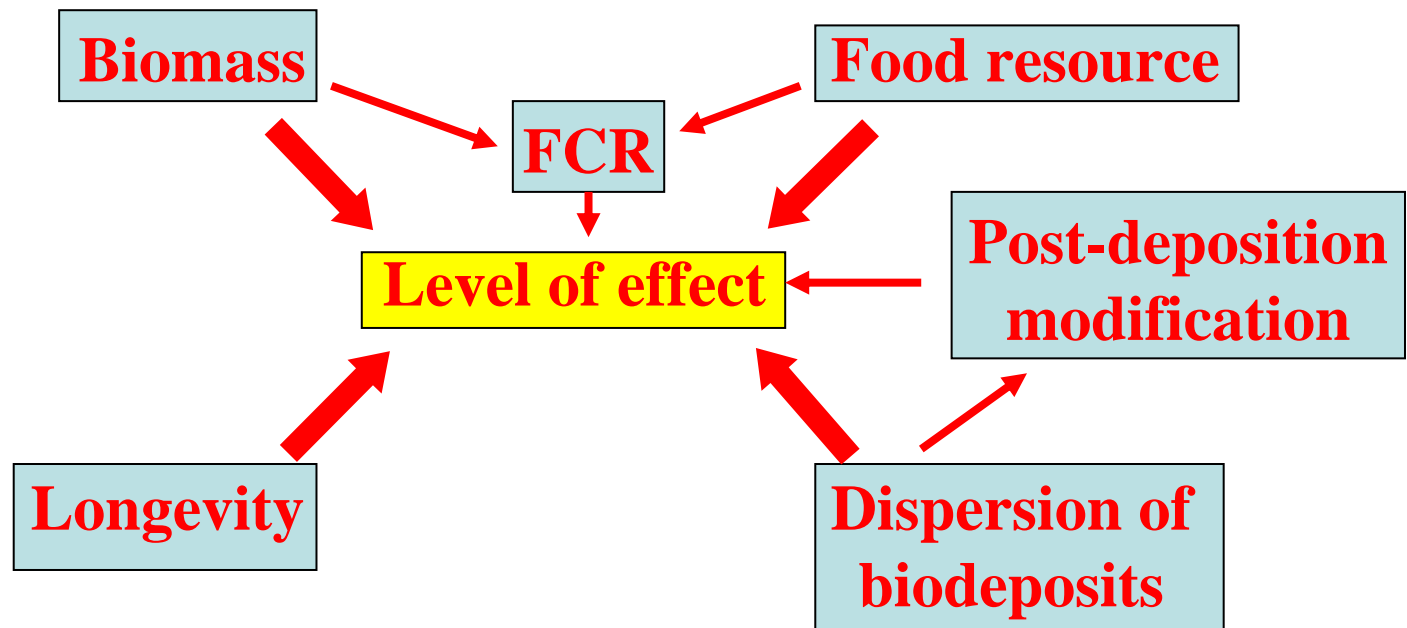 Biomass
Food resource
FCR
Post-deposition
modification
Level of effect
Longevity
Dispersion of
biodeposits